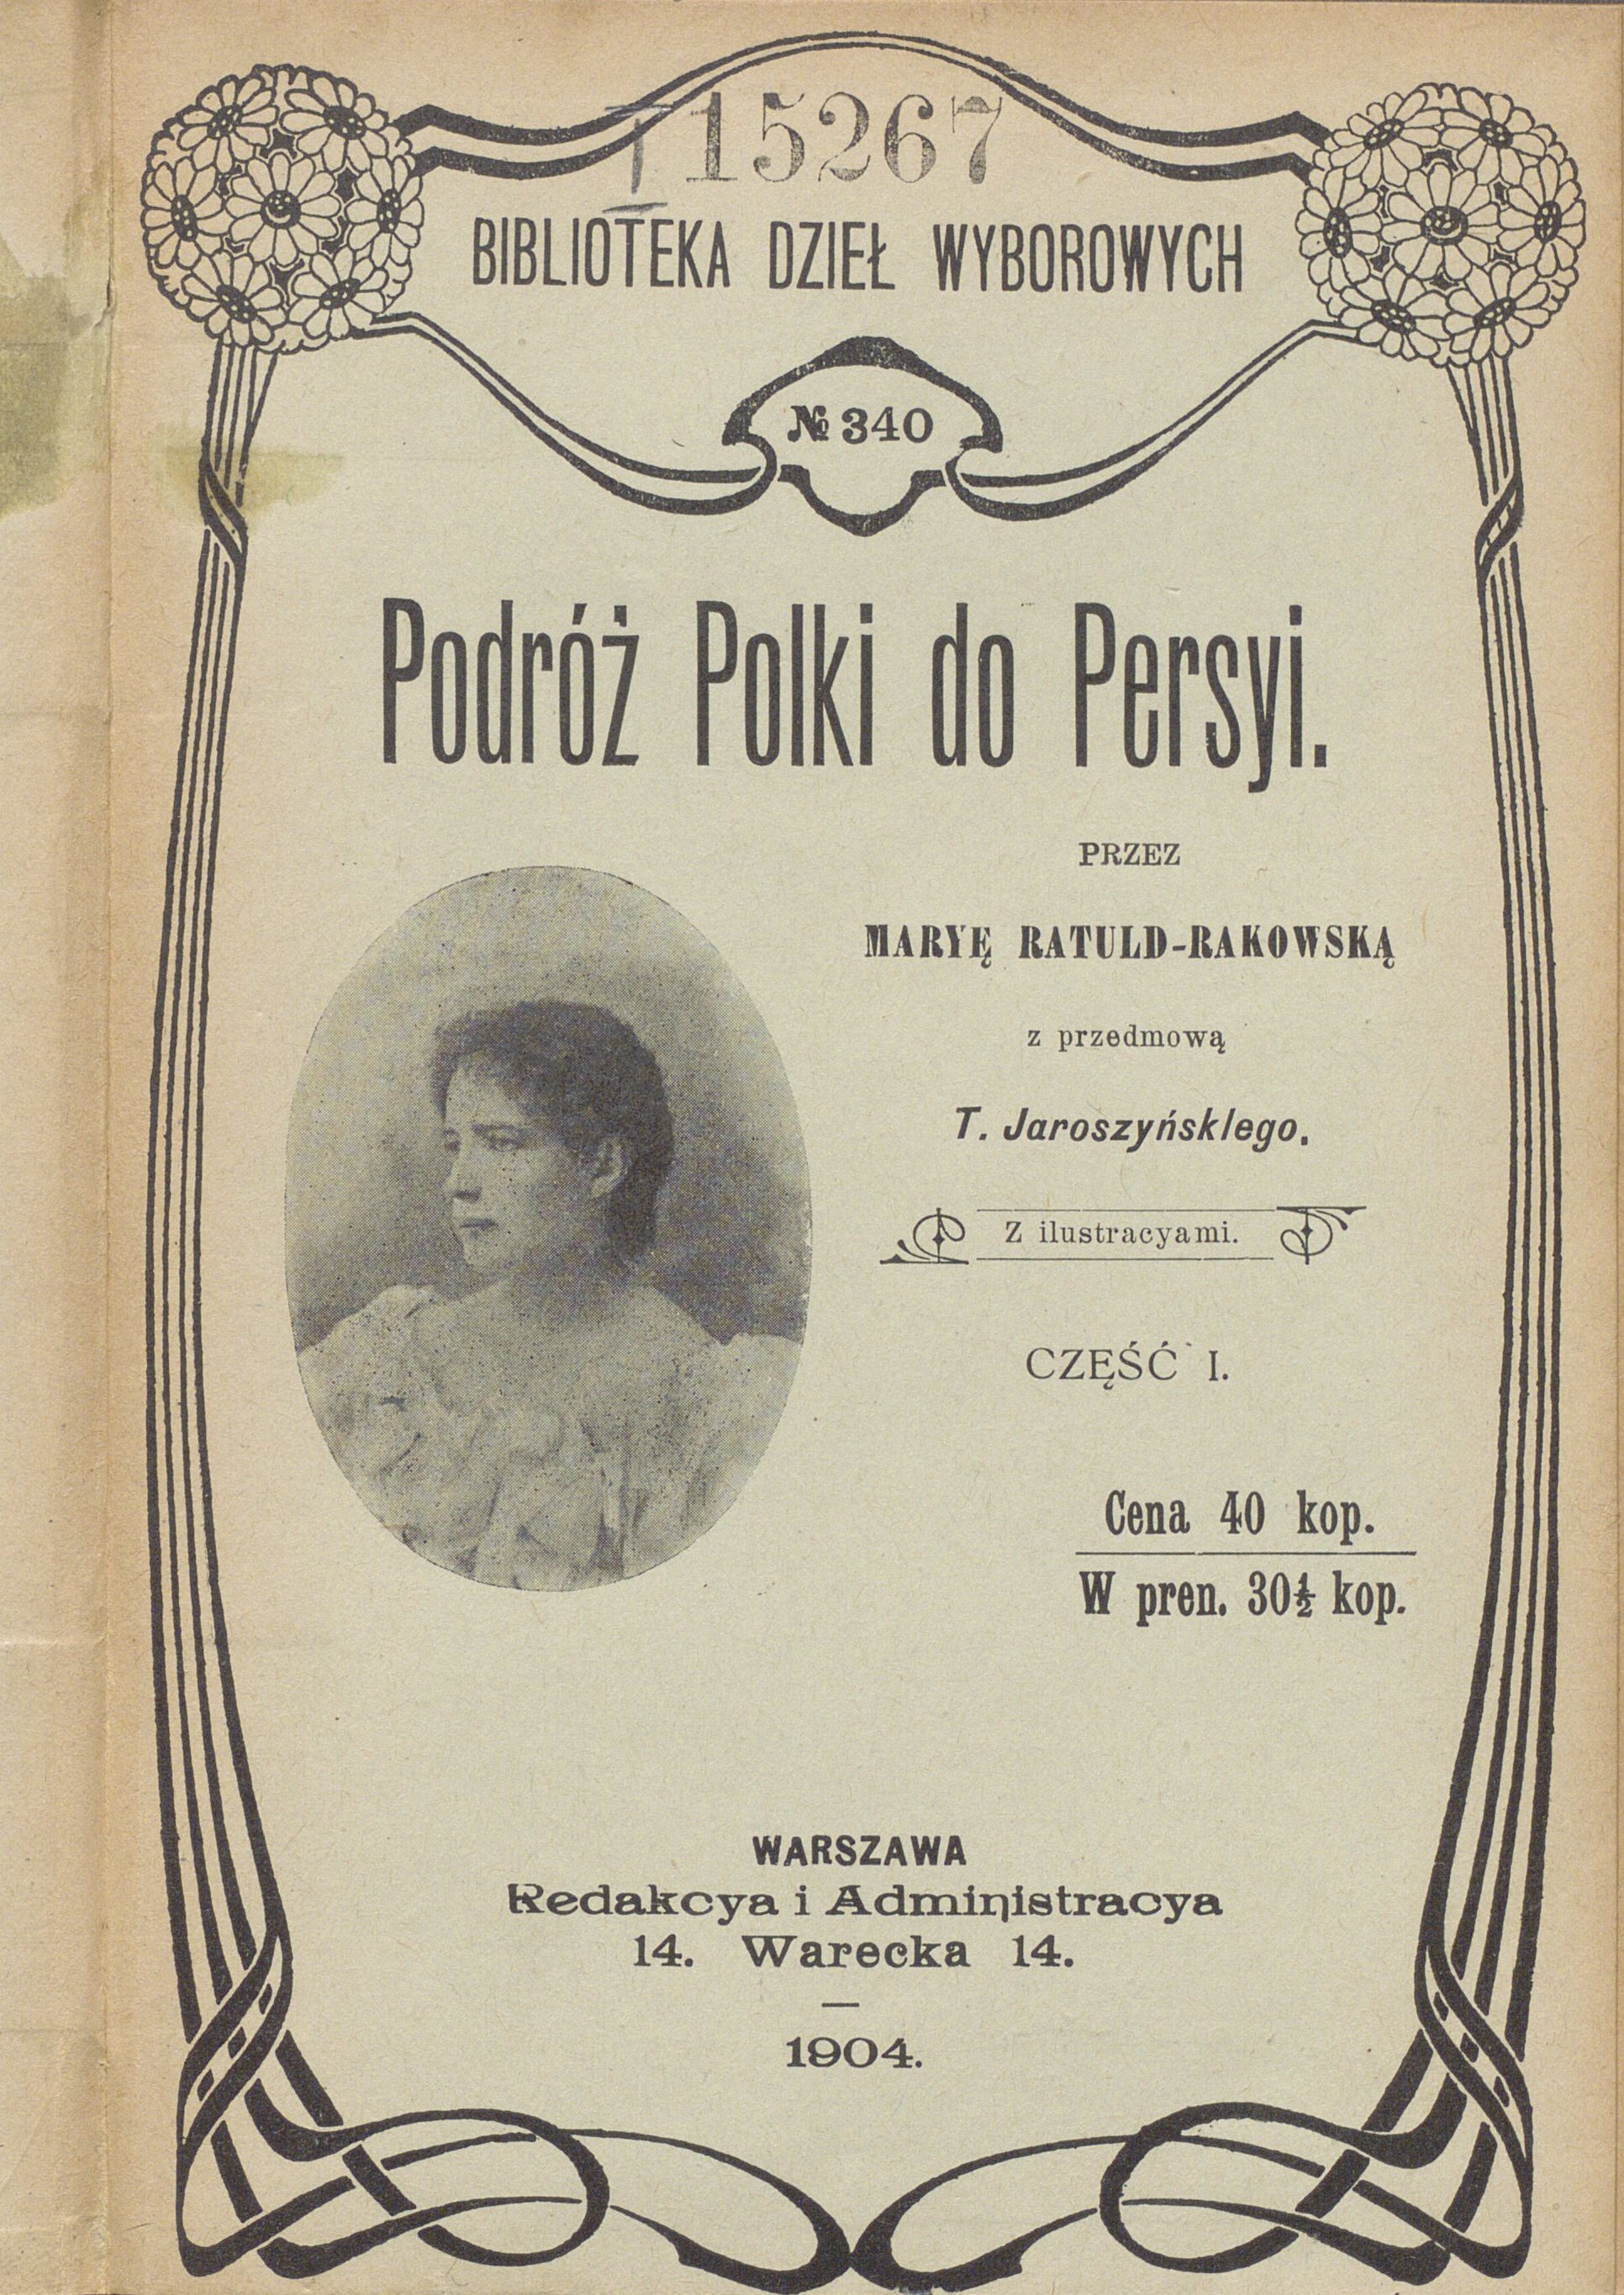 I 15267
BIBLIOTEKA DZIEŁ WYBOROWYCH
№ 340
Podróż Polki do Persyi.
PRZEZ
MARYĘ RATULD-RAKOWSKĄ
z przedmową
T. Jaroszyńsklego.
Z ilustracyami.
CZĘŚĆ I.
Cena 40 kop.
W pren. 30½ kop.
WARSZAWA
Redakcya i Administracya
14. Warecka 14.
—
1904.